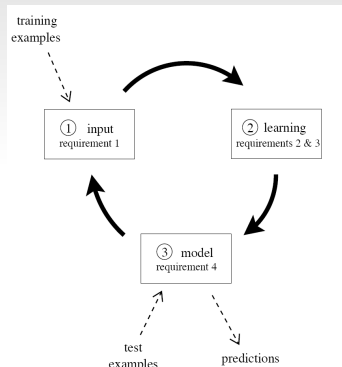 training
examples
① input
requirement 1
② learning
requirements 2 & 3
③ model
requirement 4
test
examples
predictions